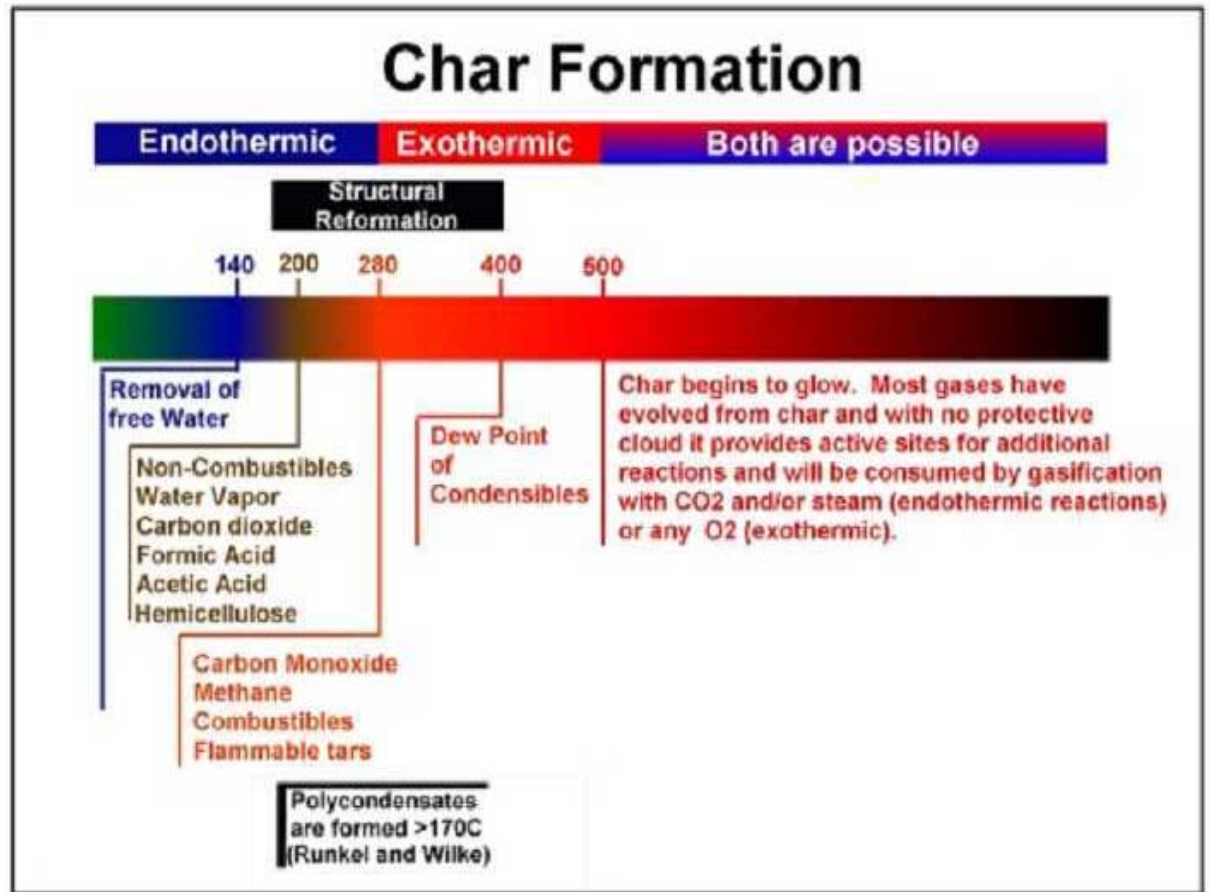 Char Formation
Endothermic
Exothermic
Both are possible
Structural
Reformation
140
200
280
400
500
Removal of
free Water
Non-Combustibles
Water Vapor
Carbon dioxide
Formic Acid
Acetic Acid
Hemicellulose
Carbon Monoxide
Methane
Combustibles
Flammable tars
Dew Point
of
Condensibles
Char begins to glow. Most gases have
evolved from char and with no protective
cloud it provides active sites for additional
reactions and will be consumed by gasification
with CO2 and/or steam (endothermic reactions)
or any O2 (exothermic).
Polycondensates
are formed >170C
(Runkel and Wilke)